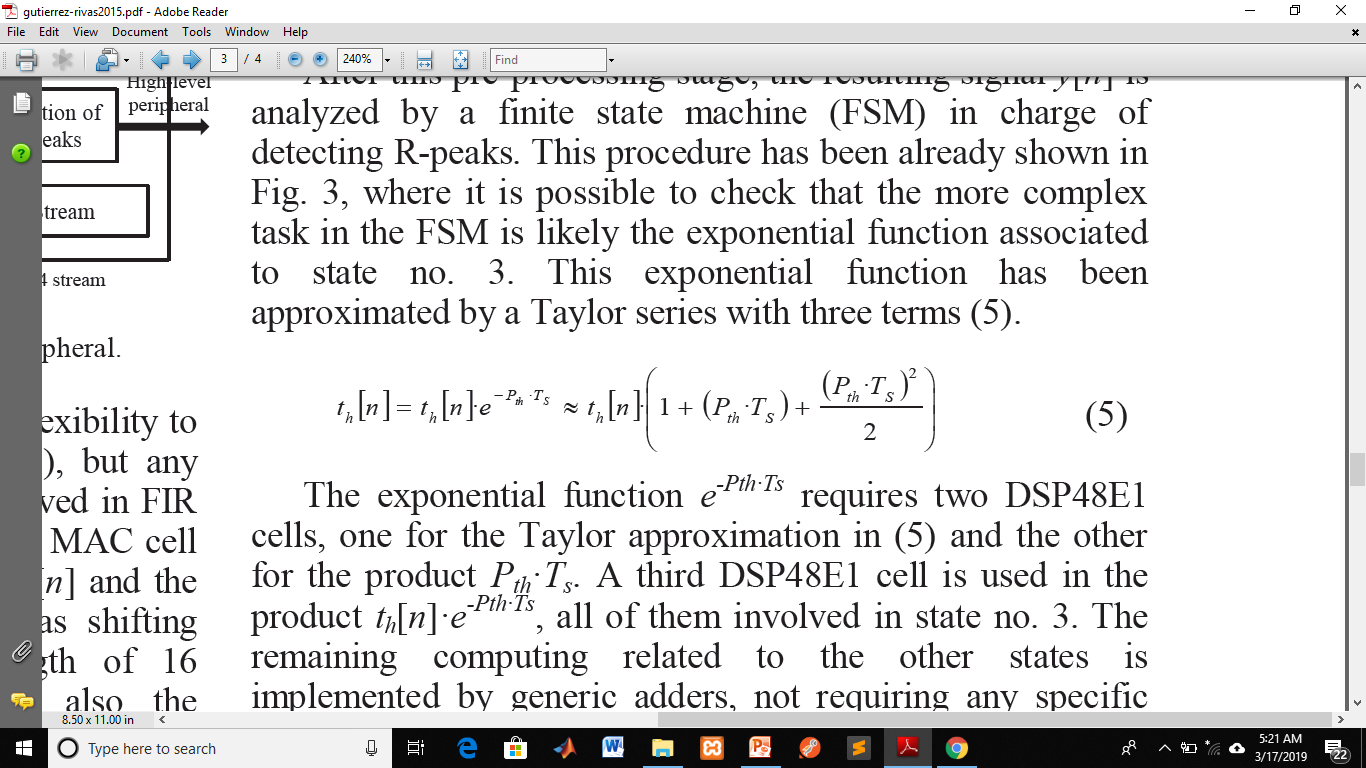 gutierrez-rivas2015.pdf - Adobe Reader
File Edit View Document Tools Window Help
3 / 4 240% Find
After this pre-processing stage, the resulting signal y[n] is
analyzed by a finite state machine (FSM) in charge of
detecting R-peaks. This procedure has been already shown in
Fig. 3, where it is possible to check that the more complex
task in the FSM is likely the exponential function associated
to state no. 3. This exponential function has been
approximated by a Taylor series with three terms (5).
t_h[n] = t_h[n]·e^{-P_th·T_S} ≈ t_h[n]·(1 + (P_th·T_S) + (P_th·T_S)^2 / 2) (5)
The exponential function e^{-Pth·Ts} requires two DSP48E1
cells, one for the Taylor approximation in (5) and the other
for the product P_th·T_s. A third DSP48E1 cell is used in the
product t_h[n]·e^{-Pth·Ts}, all of them involved in state no. 3. The
remaining computing related to the other states is
implemented by generic adders, not requiring any specific
High-level
peripheral
tion of
eaks
tream
4 stream
pheral.
exibility to
), but any
ved in FIR
MAC cell
[n] and the
as shifting
gth of 16
also the
8.50 x 11.00 in
Type here to search
5:21 AM
3/17/2019
22